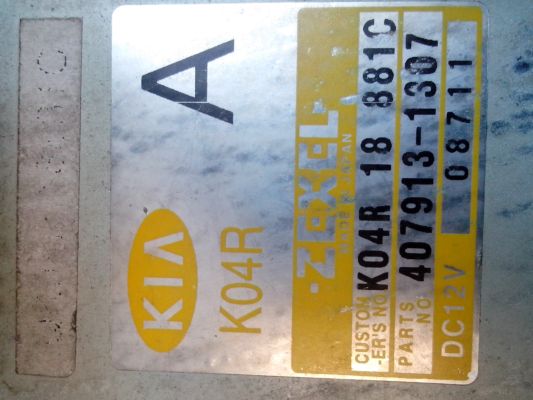 KIA
A
K04R
ZEXEL
MADE IN JAPAN
CUSTOM
-ER'S NO. K04R 18 881C
PARTS
NO. 407913-1307
DC12V 08711